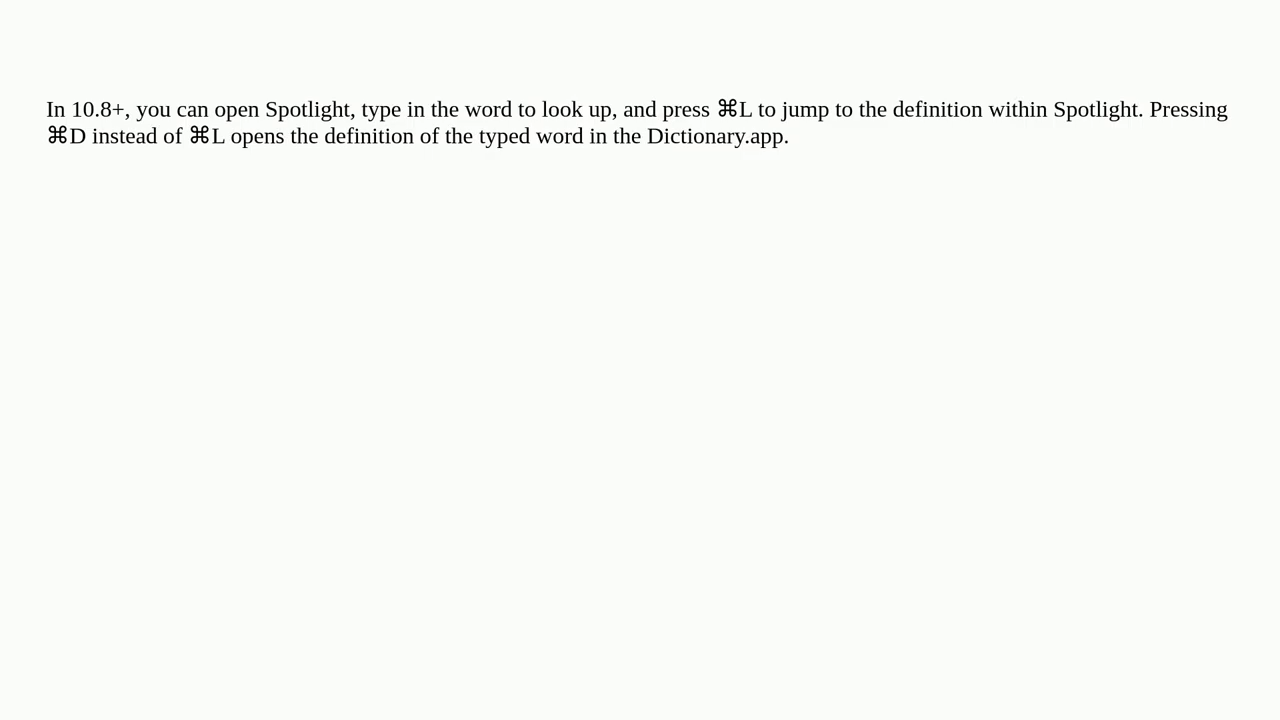 In 10.8+, you can open Spotlight, type in the word to look up, and press ⌘L to jump to the definition within Spotlight. Pressing
⌘D instead of ⌘L opens the definition of the typed word in the Dictionary.app.